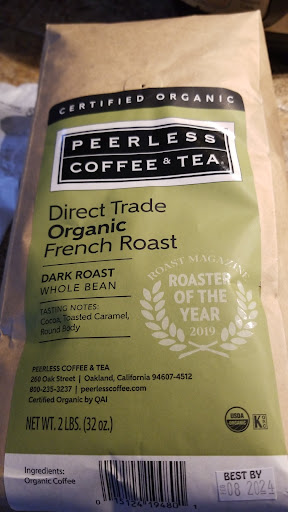 CERTIFIED ORGANIC
PEERLESS
COFFEE & TEA
Direct Trade
Organic
French Roast
DARK ROAST
WHOLE BEAN
TASTING NOTES:
Cocoa, Toasted Caramel,
Round Body
ROAST MAGAZINE
ROASTER
OF THE
YEAR
2019
PEERLESS COFFEE & TEA
260 Oak Street | Oakland, California 94607-4512
800-235-3237 | peerlesscoffee.com
Certified Organic by QAI
NET WT. 2 LBS. (32 oz.)
USDA
ORGANIC
K
Ingredients:
Organic Coffee
BEST BY
08 2024